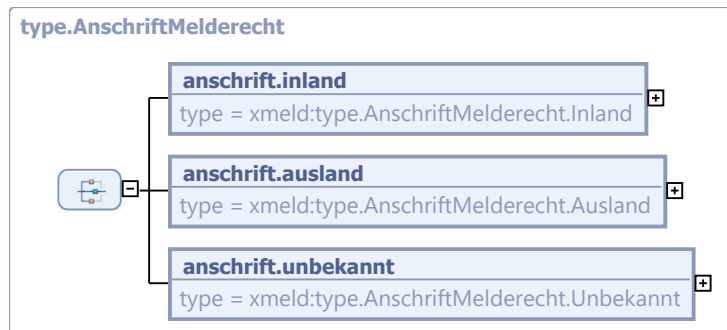 type.AnschriftMelderecht
anschrift.inland
type = xmeld:type.AnschriftMelderecht.Inland
anschrift.ausland
type = xmeld:type.AnschriftMelderecht.Ausland
anschrift.unbekannt
type = xmeld:type.AnschriftMelderecht.Unbekannt